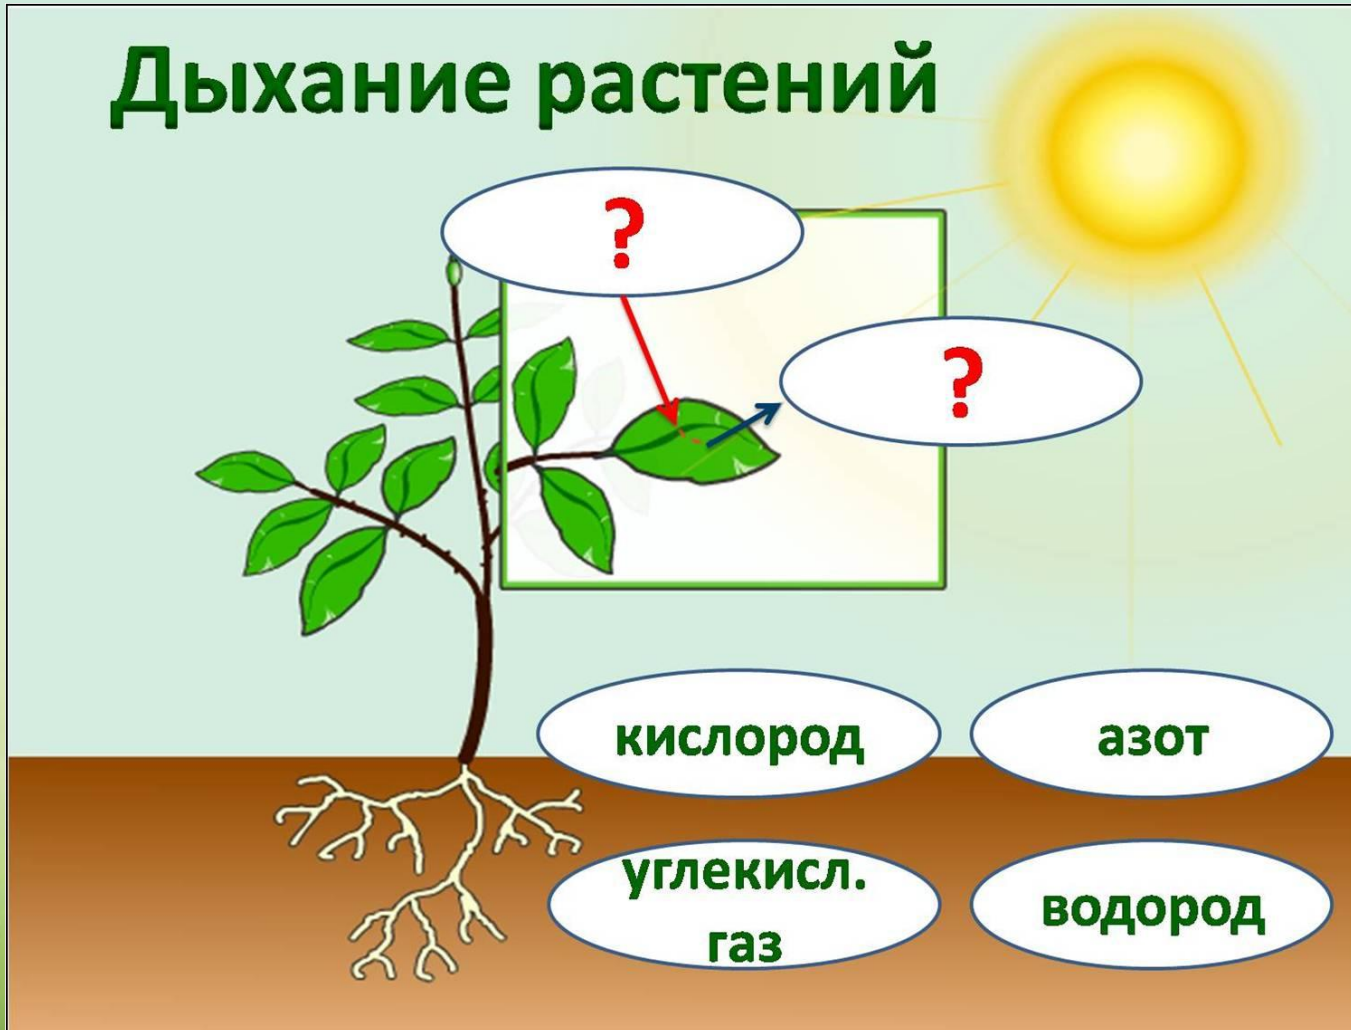 Дыхание растений
?
?
кислород
азот
углекисл.
газ
водород